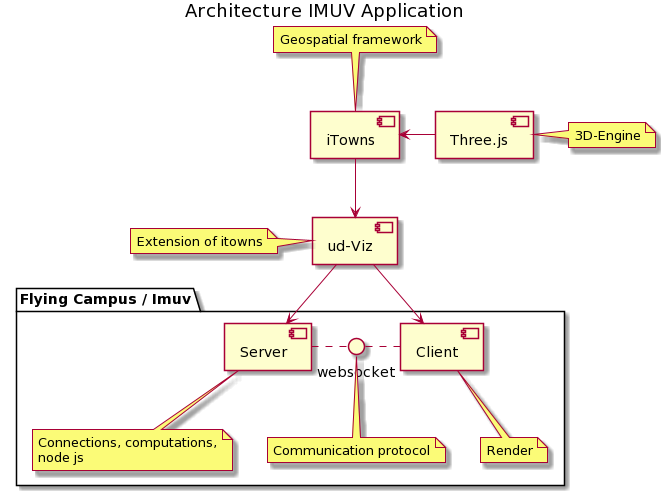 Architecture IMUV Application
Geospatial framework
iTowns
Three.js
3D-Engine
Extension of itowns
ud-Viz
Flying Campus / Imuv
Server
Client
websocket
Connections, computations,
node js
Communication protocol
Render